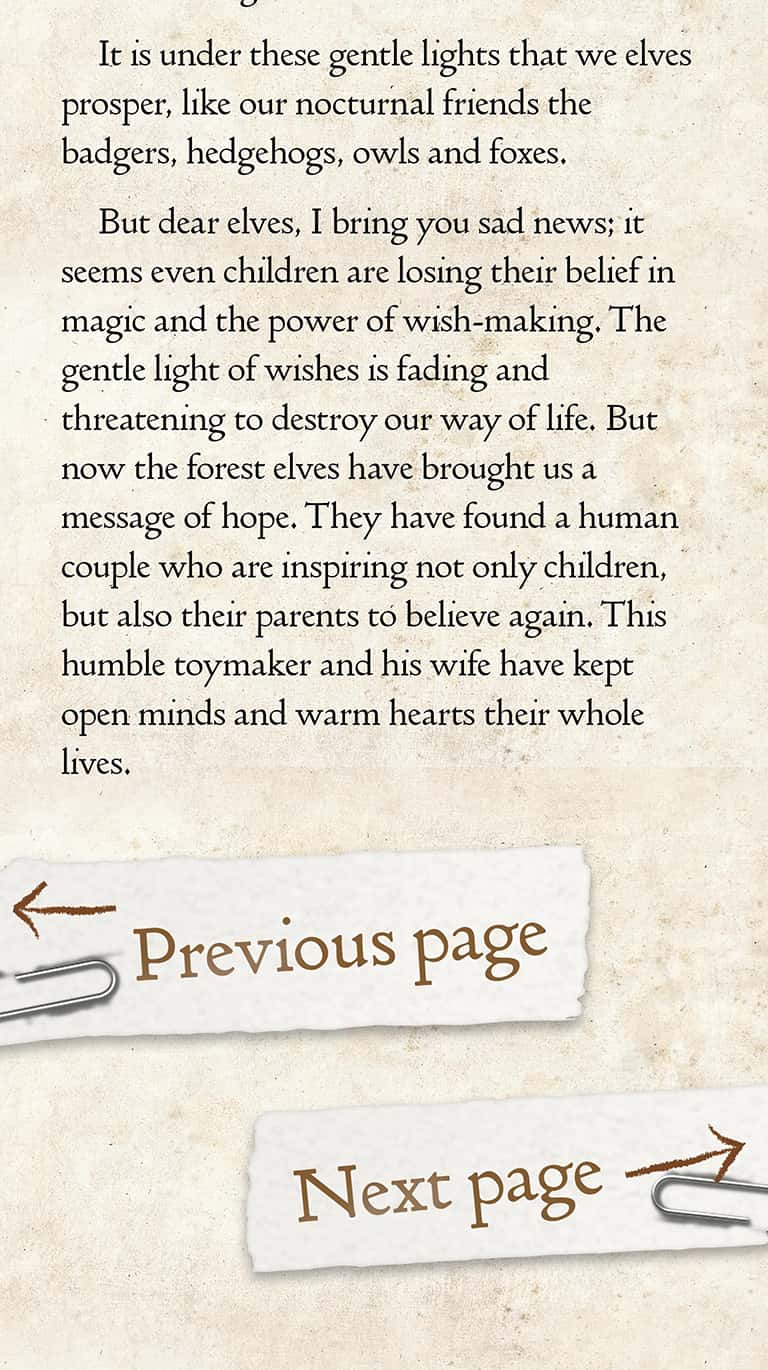 It is under these gentle lights that we elves
prosper, like our nocturnal friends the
badgers, hedgehogs, owls and foxes.
But dear elves, I bring you sad news; it
seems even children are losing their belief in
magic and the power of wish-making. The
gentle light of wishes is fading and
threatening to destroy our way of life. But
now the forest elves have brought us a
message of hope. They have found a human
couple who are inspiring not only children,
but also their parents to believe again. This
humble toymaker and his wife have kept
open minds and warm hearts their whole
lives.
Previous page
Next page